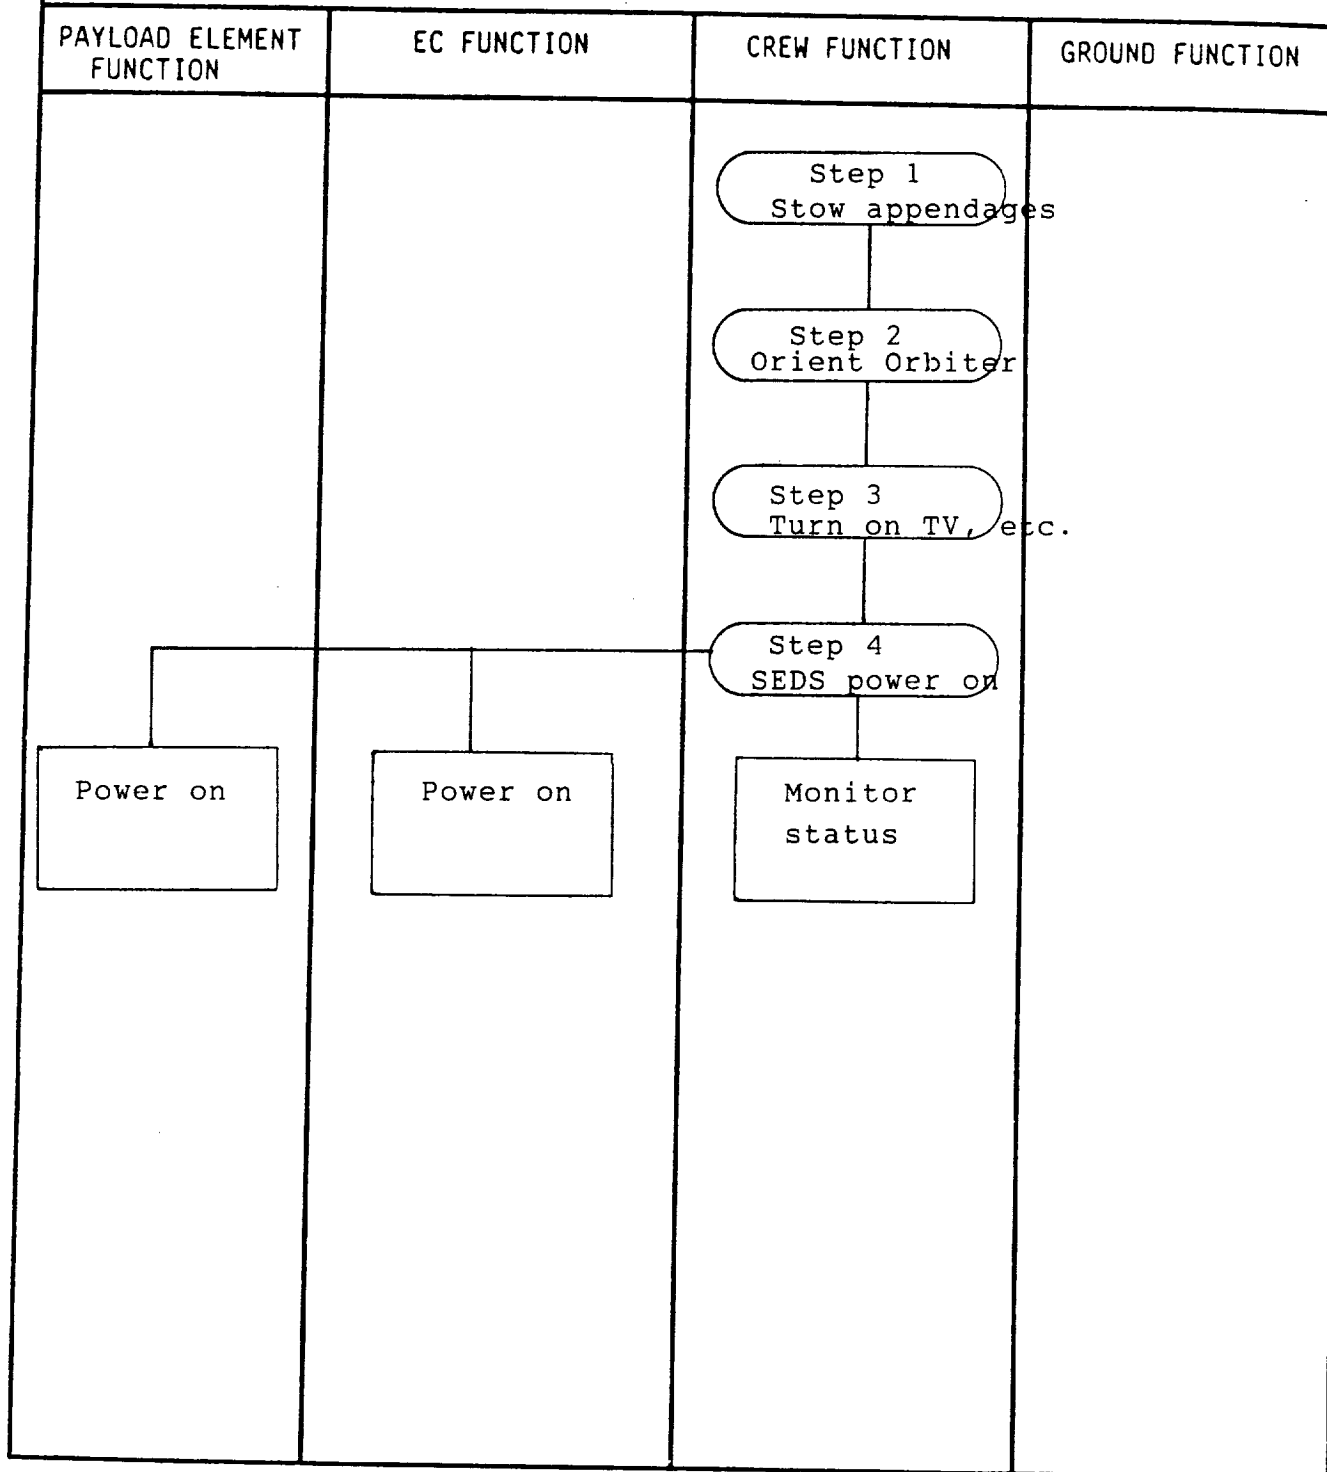 PAYLOAD ELEMENT
FUNCTION
EC FUNCTION
CREW FUNCTION
GROUND FUNCTION
Step 1
Stow appendages
Step 2
Orient Orbiter
Step 3
Turn on TV, etc.
Step 4
SEDS power on
Power on
Power on
Monitor
status